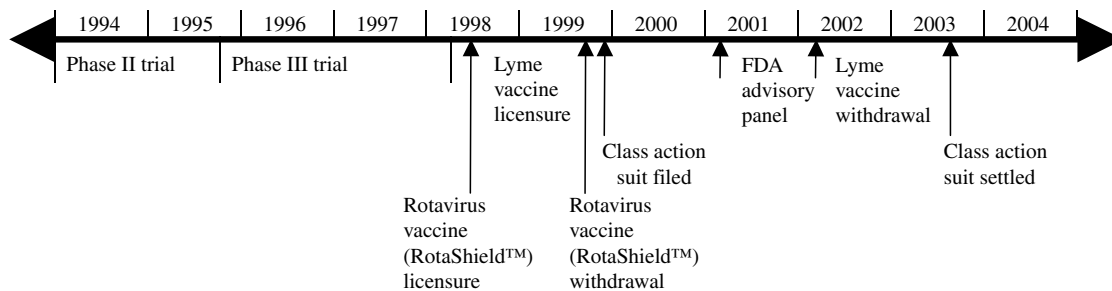 1994 1995 1996 1997 1998 1999 2000 2001 2002 2003 2004
Phase II trial
Phase III trial
Lyme
vaccine
licensure
FDA
advisory
panel
Lyme
vaccine
withdrawal
Class action
suit filed
Class action
suit settled
Rotavirus
vaccine
(RotaShield™)
licensure
Rotavirus
vaccine
(RotaShield™)
withdrawal